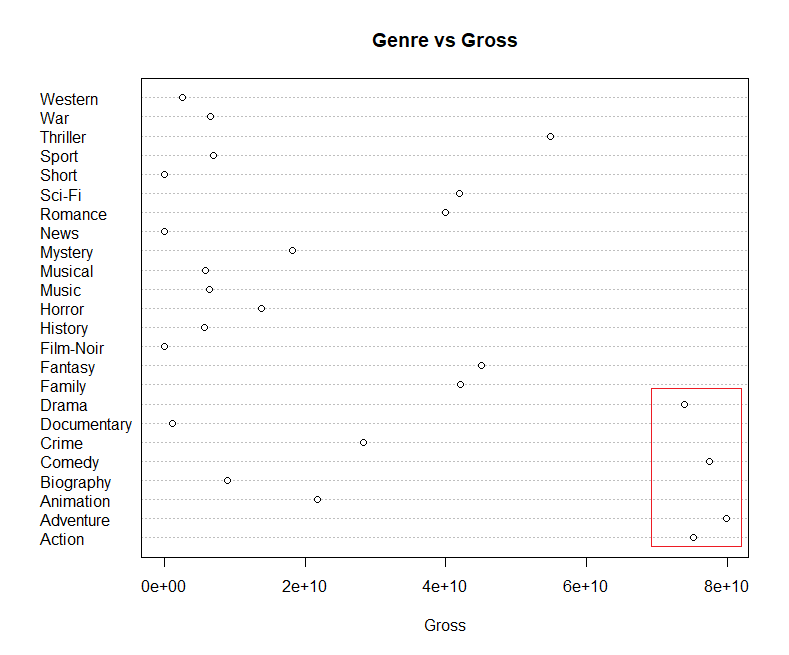 Genre vs Gross
Western
War
Thriller
Sport
Short
Sci-Fi
Romance
News
Mystery
Musical
Music
Horror
History
Film-Noir
Fantasy
Family
Drama
Documentary
Crime
Comedy
Biography
Animation
Adventure
Action
0e+00 2e+10 4e+10 6e+10 8e+10
Gross